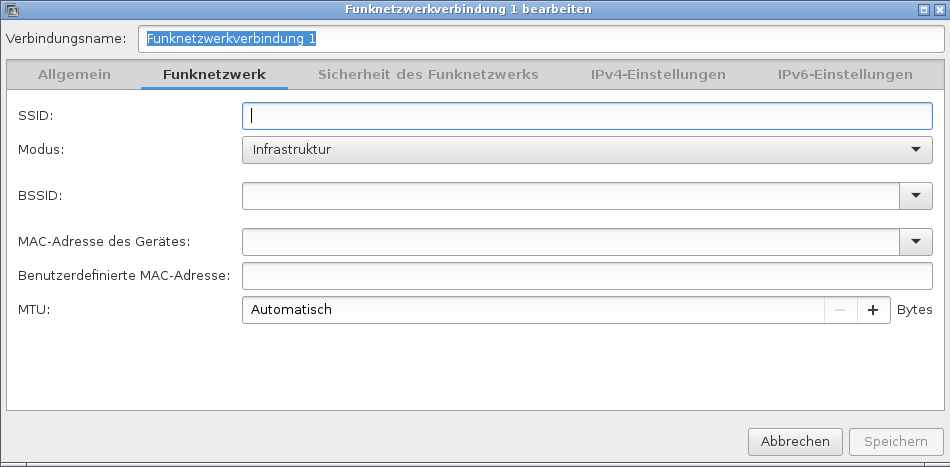 Funknetzwerkverbindung 1 bearbeiten
Verbindungsname: Funknetzwerkverbindung 1
Allgemein Funknetzwerk Sicherheit des Funknetzwerks IPv4-Einstellungen IPv6-Einstellungen
SSID:
Modus: Infrastruktur
BSSID:
MAC-Adresse des Gerätes:
Benutzerdefinierte MAC-Adresse:
MTU: Automatisch − + Bytes
Abbrechen Speichern